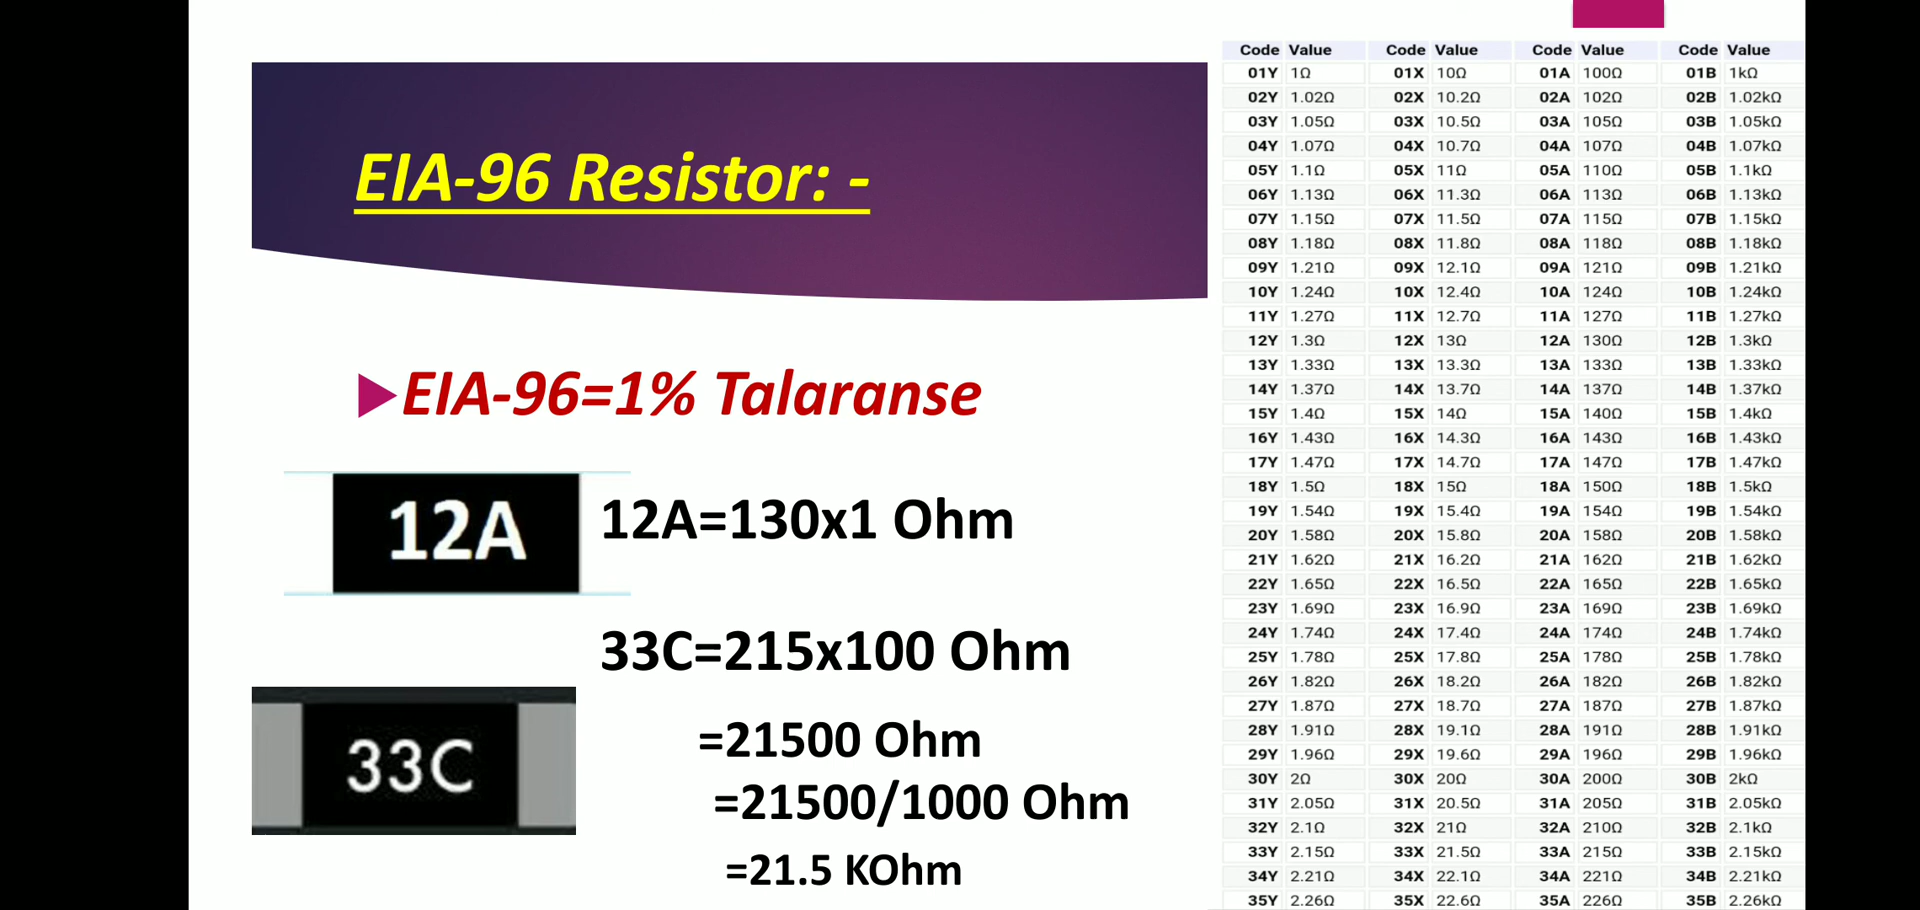 EIA-96 Resistor: -
EIA-96=1% Talaranse
12A
12A=130x1 Ohm
33C=215x100 Ohm
33C
=21500 Ohm
=21500/1000 Ohm
=21.5 KOhm
Code Value Code Value Code Value Code Value
01Y 1Ω 01X 10Ω 01A 100Ω 01B 1kΩ
02Y 1.02Ω 02X 10.2Ω 02A 102Ω 02B 1.02kΩ
03Y 1.05Ω 03X 10.5Ω 03A 105Ω 03B 1.05kΩ
04Y 1.07Ω 04X 10.7Ω 04A 107Ω 04B 1.07kΩ
05Y 1.1Ω 05X 11Ω 05A 110Ω 05B 1.1kΩ
06Y 1.13Ω 06X 11.3Ω 06A 113Ω 06B 1.13kΩ
07Y 1.15Ω 07X 11.5Ω 07A 115Ω 07B 1.15kΩ
08Y 1.18Ω 08X 11.8Ω 08A 118Ω 08B 1.18kΩ
09Y 1.21Ω 09X 12.1Ω 09A 121Ω 09B 1.21kΩ
10Y 1.24Ω 10X 12.4Ω 10A 124Ω 10B 1.24kΩ
11Y 1.27Ω 11X 12.7Ω 11A 127Ω 11B 1.27kΩ
12Y 1.3Ω 12X 13Ω 12A 130Ω 12B 1.3kΩ
13Y 1.33Ω 13X 13.3Ω 13A 133Ω 13B 1.33kΩ
14Y 1.37Ω 14X 13.7Ω 14A 137Ω 14B 1.37kΩ
15Y 1.4Ω 15X 14Ω 15A 140Ω 15B 1.4kΩ
16Y 1.43Ω 16X 14.3Ω 16A 143Ω 16B 1.43kΩ
17Y 1.47Ω 17X 14.7Ω 17A 147Ω 17B 1.47kΩ
18Y 1.5Ω 18X 15Ω 18A 150Ω 18B 1.5kΩ
19Y 1.54Ω 19X 15.4Ω 19A 154Ω 19B 1.54kΩ
20Y 1.58Ω 20X 15.8Ω 20A 158Ω 20B 1.58kΩ
21Y 1.62Ω 21X 16.2Ω 21A 162Ω 21B 1.62kΩ
22Y 1.65Ω 22X 16.5Ω 22A 165Ω 22B 1.65kΩ
23Y 1.69Ω 23X 16.9Ω 23A 169Ω 23B 1.69kΩ
24Y 1.74Ω 24X 17.4Ω 24A 174Ω 24B 1.74kΩ
25Y 1.78Ω 25X 17.8Ω 25A 178Ω 25B 1.78kΩ
26Y 1.82Ω 26X 18.2Ω 26A 182Ω 26B 1.82kΩ
27Y 1.87Ω 27X 18.7Ω 27A 187Ω 27B 1.87kΩ
28Y 1.91Ω 28X 19.1Ω 28A 191Ω 28B 1.91kΩ
29Y 1.96Ω 29X 19.6Ω 29A 196Ω 29B 1.96kΩ
30Y 2Ω 30X 20Ω 30A 200Ω 30B 2kΩ
31Y 2.05Ω 31X 20.5Ω 31A 205Ω 31B 2.05kΩ
32Y 2.1Ω 32X 21Ω 32A 210Ω 32B 2.1kΩ
33Y 2.15Ω 33X 21.5Ω 33A 215Ω 33B 2.15kΩ
34Y 2.21Ω 34X 22.1Ω 34A 221Ω 34B 2.21kΩ
35Y 2.26Ω 35X 22.6Ω 35A 226Ω 35B 2.26kΩ